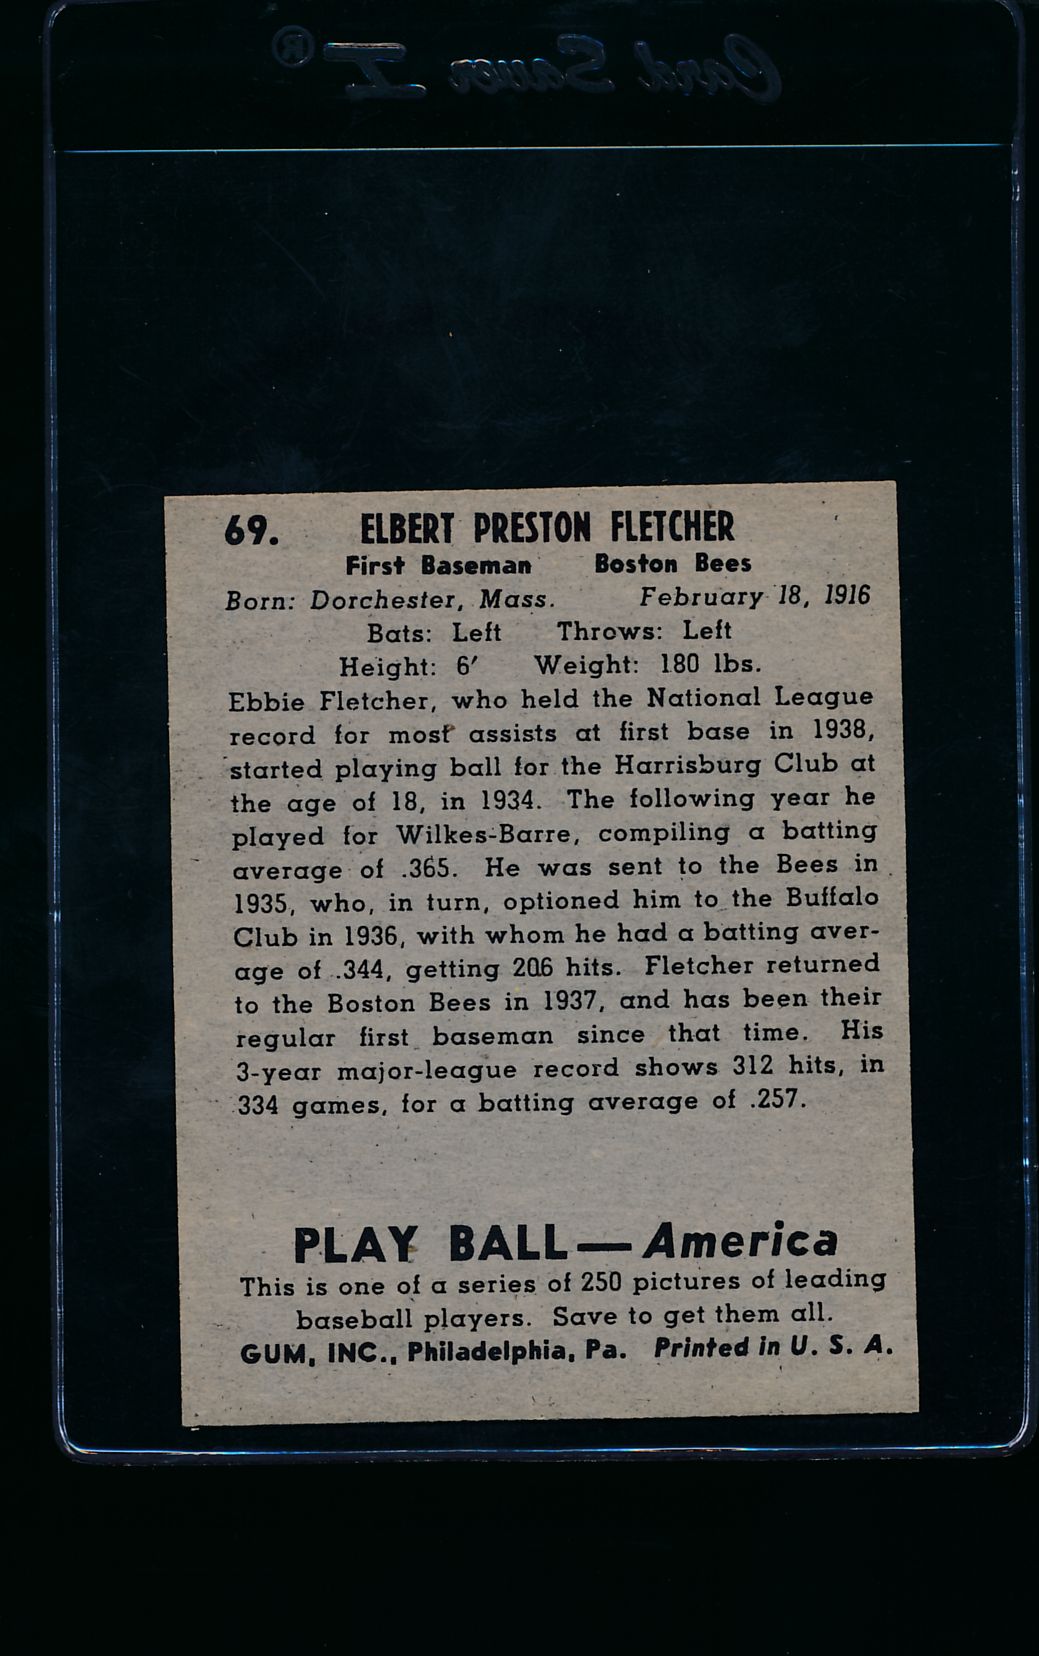 Card Saver I®
69. ELBERT PRESTON FLETCHER
First Baseman Boston Bees
Born: Dorchester, Mass. February 18, 1916
Bats: Left Throws: Left
Height: 6′ Weight: 180 lbs.
Ebbie Fletcher, who held the National League
record for most assists at first base in 1938,
started playing ball for the Harrisburg Club at
the age of 18, in 1934. The following year he
played for Wilkes-Barre, compiling a batting
average of .365. He was sent to the Bees in
1935, who, in turn, optioned him to the Buffalo
Club in 1936, with whom he had a batting aver-
age of .344, getting 206 hits. Fletcher returned
to the Boston Bees in 1937, and has been their
regular first baseman since that time. His
3-year major-league record shows 312 hits, in
334 games, for a batting average of .257.
PLAY BALL—America
This is one of a series of 250 pictures of leading
baseball players. Save to get them all.
GUM, INC., Philadelphia, Pa. Printed in U. S. A.